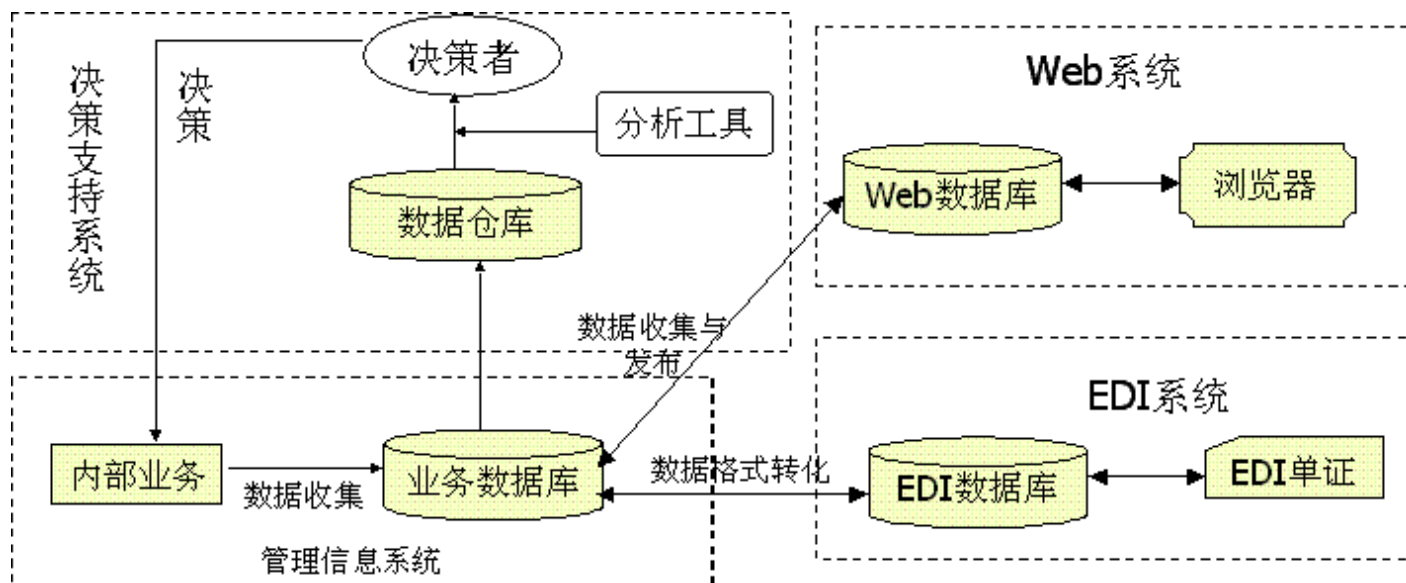 决策支持系统
决策
决策者
分析工具
数据仓库
Web系统
Web数据库
浏览器
数据收集与
发布
EDI系统
内部业务
数据收集
业务数据库
数据格式转化
EDI数据库
EDI单证
管理信息系统